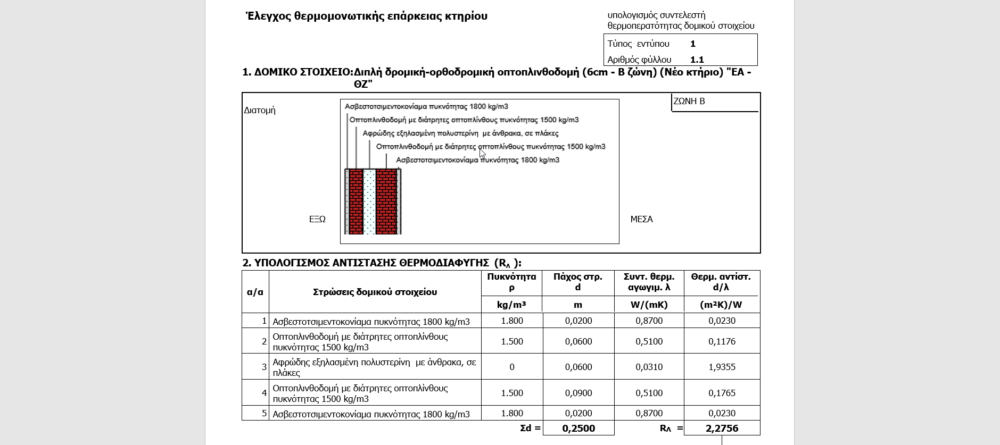 Έλεγχος θερμομονωτικής επάρκειας κτηρίου
υπολογισμός συντελεστή
θερμοπερατότητας δομικού στοιχείου
Τύπος εντύπου 1
Αριθμός φύλλου 1.1
1. ΔΟΜΙΚΟ ΣΤΟΙΧΕΙΟ: Διπλή δρομική-ορθοδρομική οπτοπλινθοδομή (6cm - Β ζώνη) (Νέο κτήριο) "ΕΑ -
ΘΖ"
ΖΩΝΗ Β
Διατομή
Ασβεστοτσιμεντοκονίαμα πυκνότητας 1800 kg/m3
Οπτοπλινθοδομή με διάτρητες οπτοπλίνθους πυκνότητας 1500 kg/m3
Αφρώδης εξηλασμένη πολυστερίνη με άνθρακα, σε πλάκες
Οπτοπλινθοδομή με διάτρητες οπτοπλίνθους πυκνότητας 1500 kg/m3
Ασβεστοτσιμεντοκονίαμα πυκνότητας 1800 kg/m3
ΕΞΩ
ΜΕΣΑ
2. ΥΠΟΛΟΓΙΣΜΟΣ ΑΝΤΙΣΤΑΣΗΣ ΘΕΡΜΟΔΙΑΦΥΓΗΣ (RΛ ):
α/α Στρώσεις δομικού στοιχείου
Πυκνότητα Πάχος στρ. Συντ. θερμ. Θερμ. αντίστ.
ρ d αγωγιμ. λ d/λ
kg/m³ m W/(mK) (m²K)/W
1 Ασβεστοτσιμεντοκονίαμα πυκνότητας 1800 kg/m3 1.800 0,0200 0,8700 0,0230
2 Οπτοπλινθοδομή με διάτρητες οπτοπλίνθους
πυκνότητας 1500 kg/m3 1.500 0,0600 0,5100 0,1176
3 Αφρώδης εξηλασμένη πολυστερίνη με άνθρακα, σε
πλάκες 0 0,0600 0,0310 1,9355
4 Οπτοπλινθοδομή με διάτρητες οπτοπλίνθους
πυκνότητας 1500 kg/m3 1.500 0,0900 0,5100 0,1765
5 Ασβεστοτσιμεντοκονίαμα πυκνότητας 1800 kg/m3 1.800 0,0200 0,8700 0,0230
Σd = 0,2500 RΛ = 2,2756